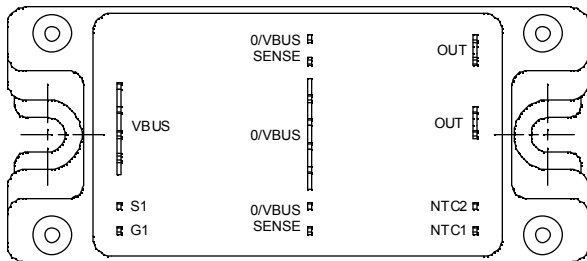 0/VBUS
SENSE
OUT
VBUS
0/VBUS
OUT
S1
0/VBUS
SENSE
NTC2
G1
NTC1